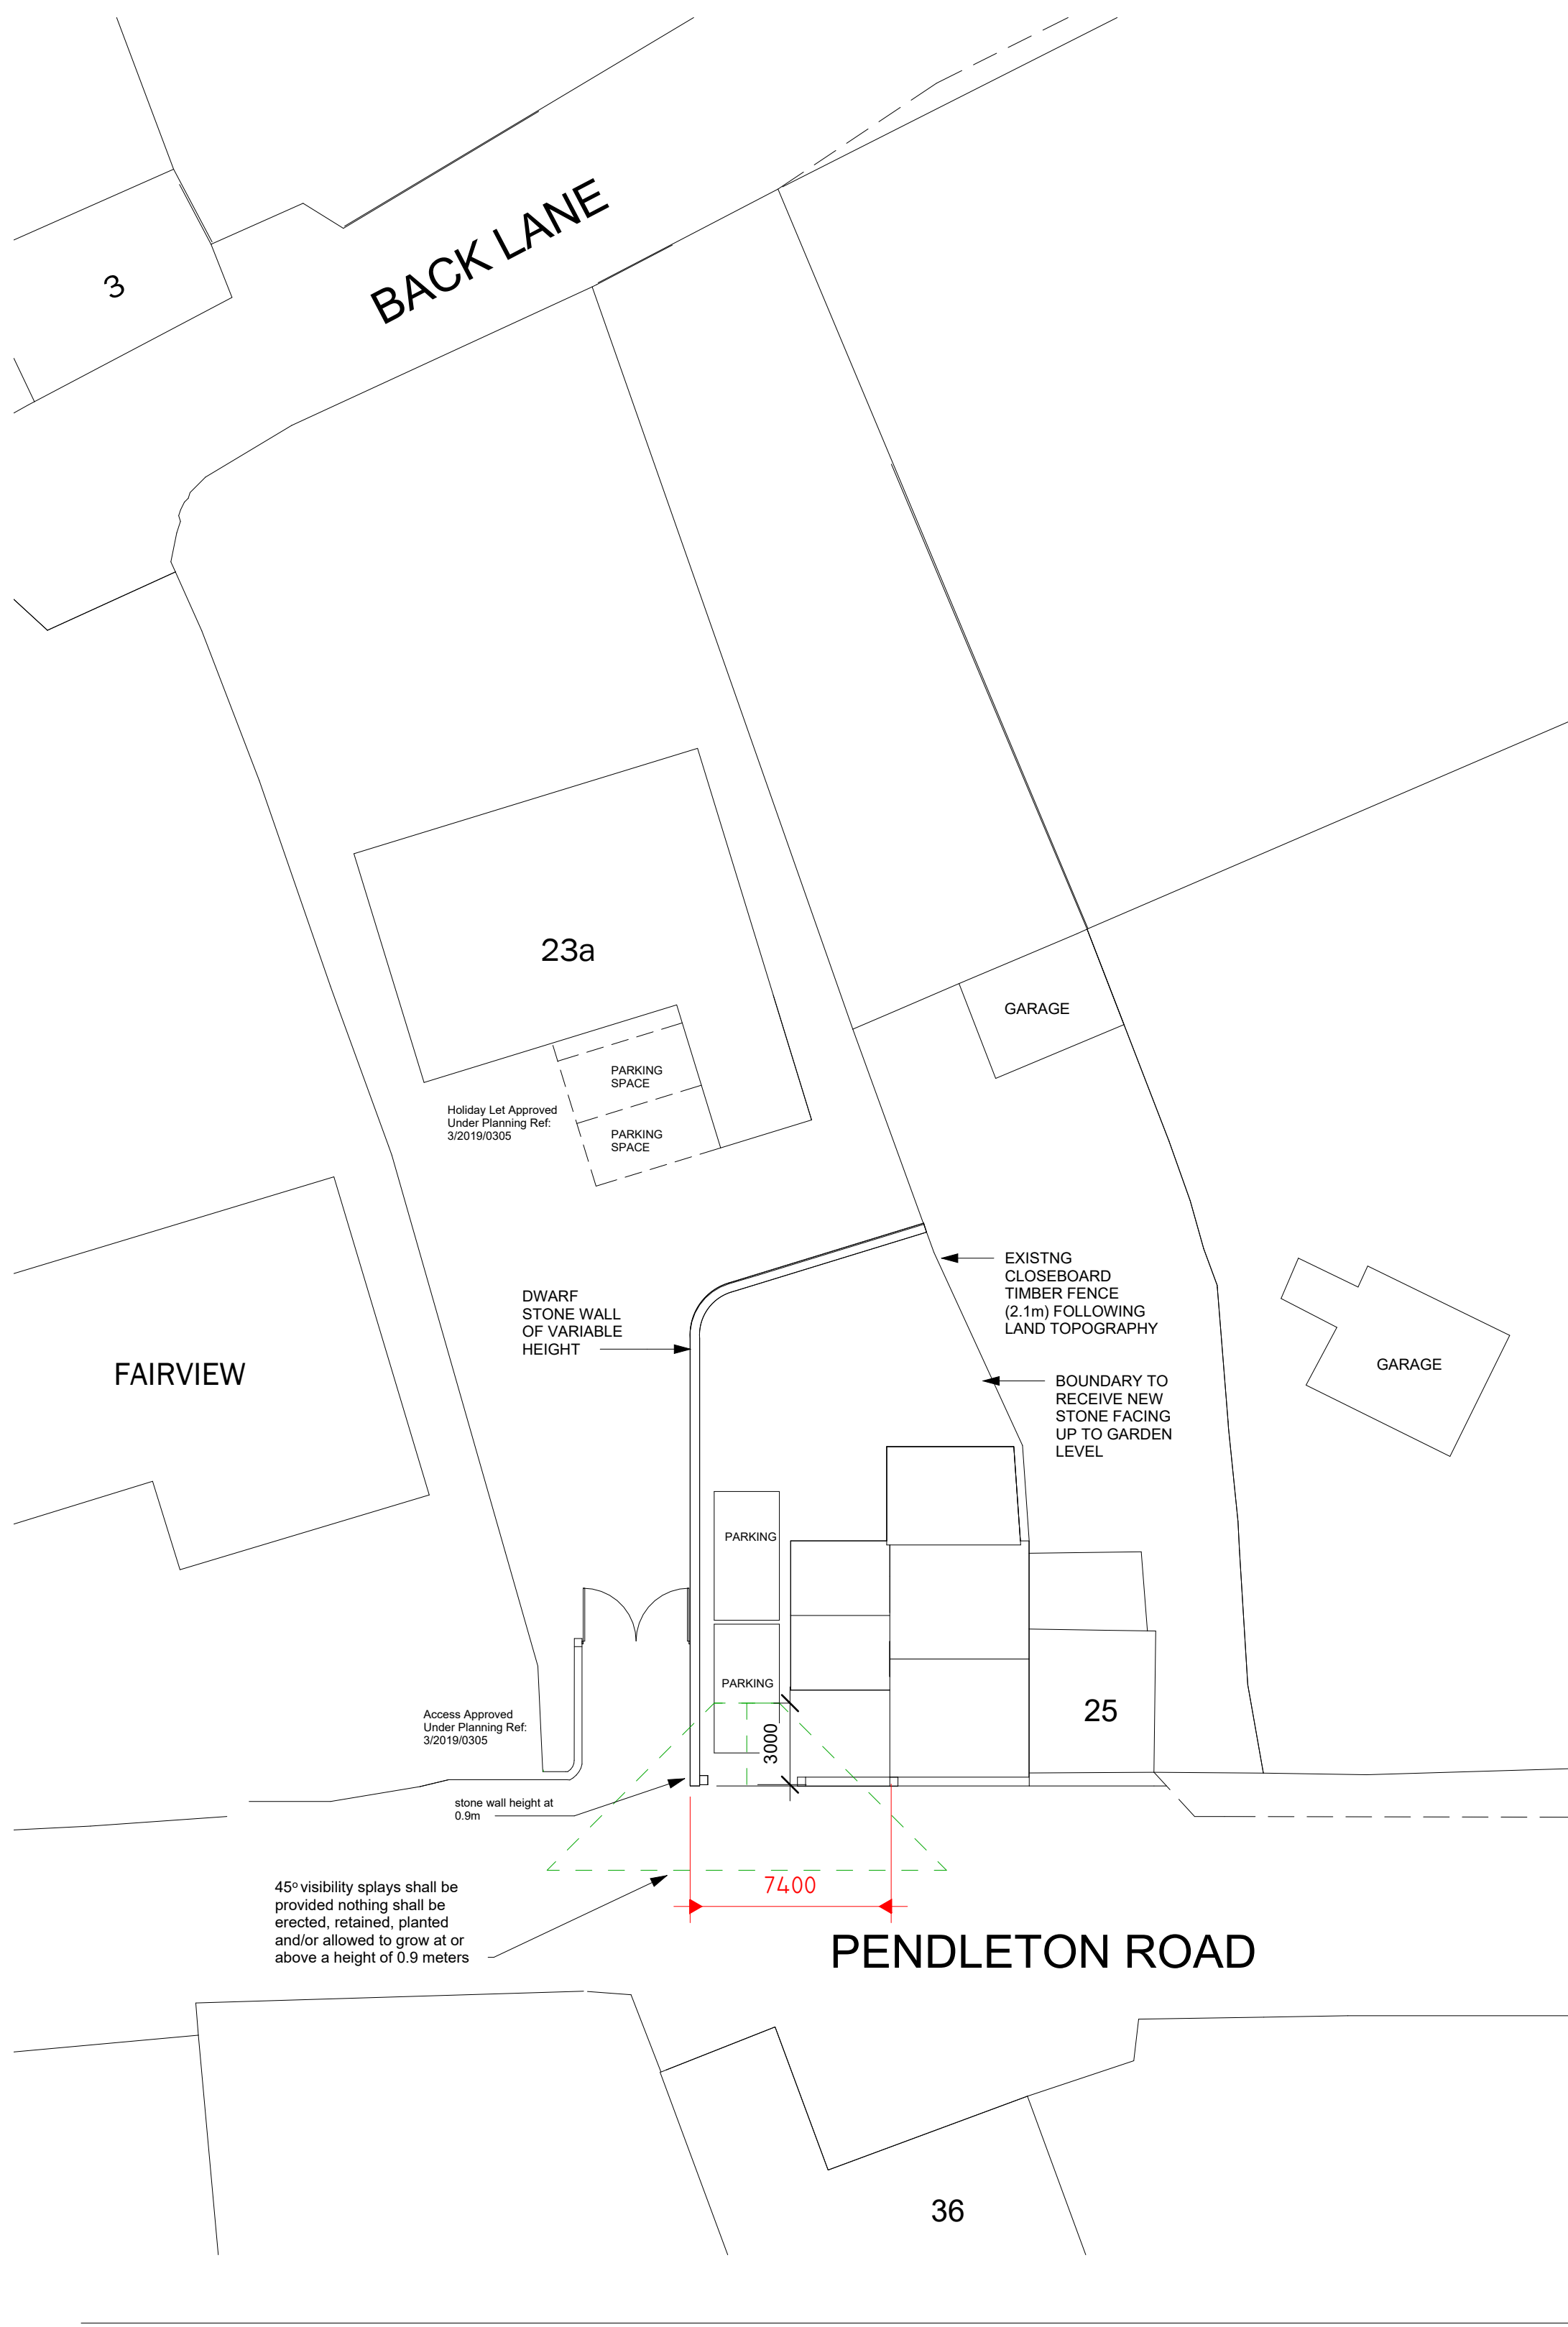 BACK LANE
3
23a
GARAGE
PARKING
SPACE
PARKING
SPACE
Holiday Let Approved
Under Planning Ref:
3/2019/0305
EXISTNG
CLOSEBOARD
TIMBER FENCE
(2.1m) FOLLOWING
LAND TOPOGRAPHY
DWARF
STONE WALL
OF VARIABLE
HEIGHT
FAIRVIEW
GARAGE
BOUNDARY TO
RECEIVE NEW
STONE FACING
UP TO GARDEN
LEVEL
PARKING
PARKING
25
Access Approved
Under Planning Ref:
3/2019/0305
3000
stone wall height at
0.9m
7400
45º visibility splays shall be
provided nothing shall be
erected, retained, planted
and/or allowed to grow at or
above a height of 0.9 meters
PENDLETON ROAD
36